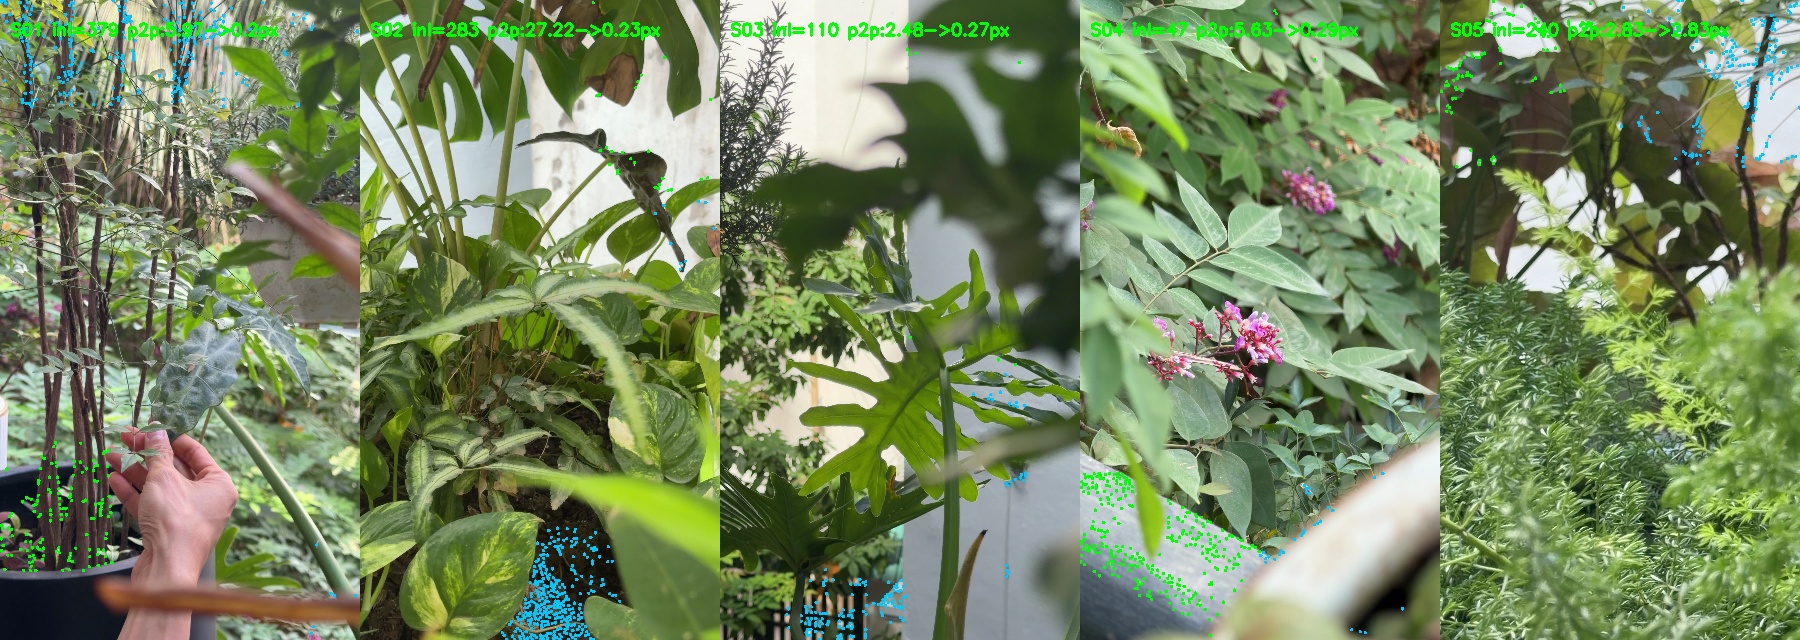 S01 inl=379 p2p:5.97->0.2px
S02 inl=283 p2p:27.22->0.23px
S03 inl=110 p2p:2.48->0.27px
S04 inl=47 p2p:5.63->0.29px
S05 inl=240 p2p:2.83->2.83px